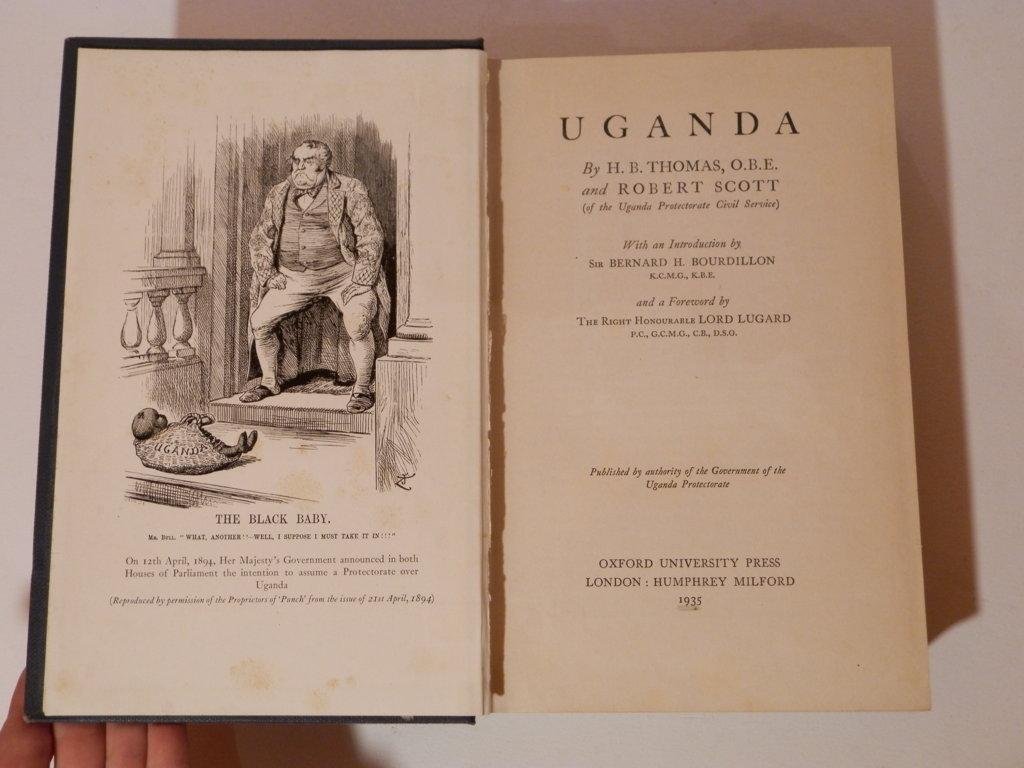 UGANDA
THE BLACK BABY.
MR. BULL. "WHAT, ANOTHER!!—WELL, I SUPPOSE I MUST TAKE IT IN!!!"
On 12th April, 1894, Her Majesty's Government announced in both
Houses of Parliament the intention to assume a Protectorate over
Uganda
(Reproduced by permission of the Proprietors of 'Punch' from the issue of 21st April, 1894)
UGANDA
By H. B. THOMAS, O.B.E.
and ROBERT SCOTT
(of the Uganda Protectorate Civil Service)
With an Introduction by
SIR BERNARD H. BOURDILLON
K.C.M.G., K.B.E.
and a Foreword by
THE RIGHT HONOURABLE LORD LUGARD
P.C., G.C.M.G., C.B., D.S.O.
Published by authority of the Government of the
Uganda Protectorate
OXFORD UNIVERSITY PRESS
LONDON : HUMPHREY MILFORD
1935